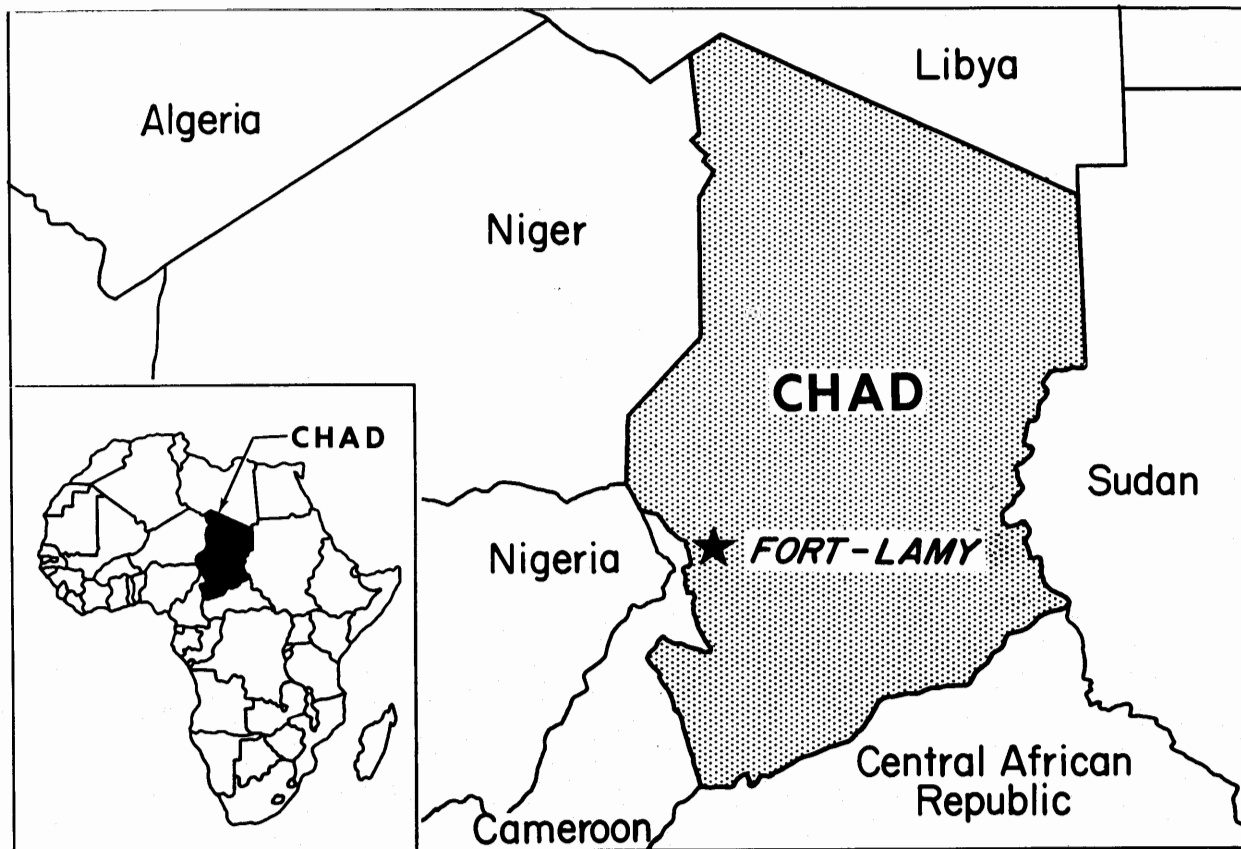 Libya
Algeria
Niger
CHAD
CHAD
Sudan
Nigeria
FORT-LAMY
Central African
Republic
Cameroon